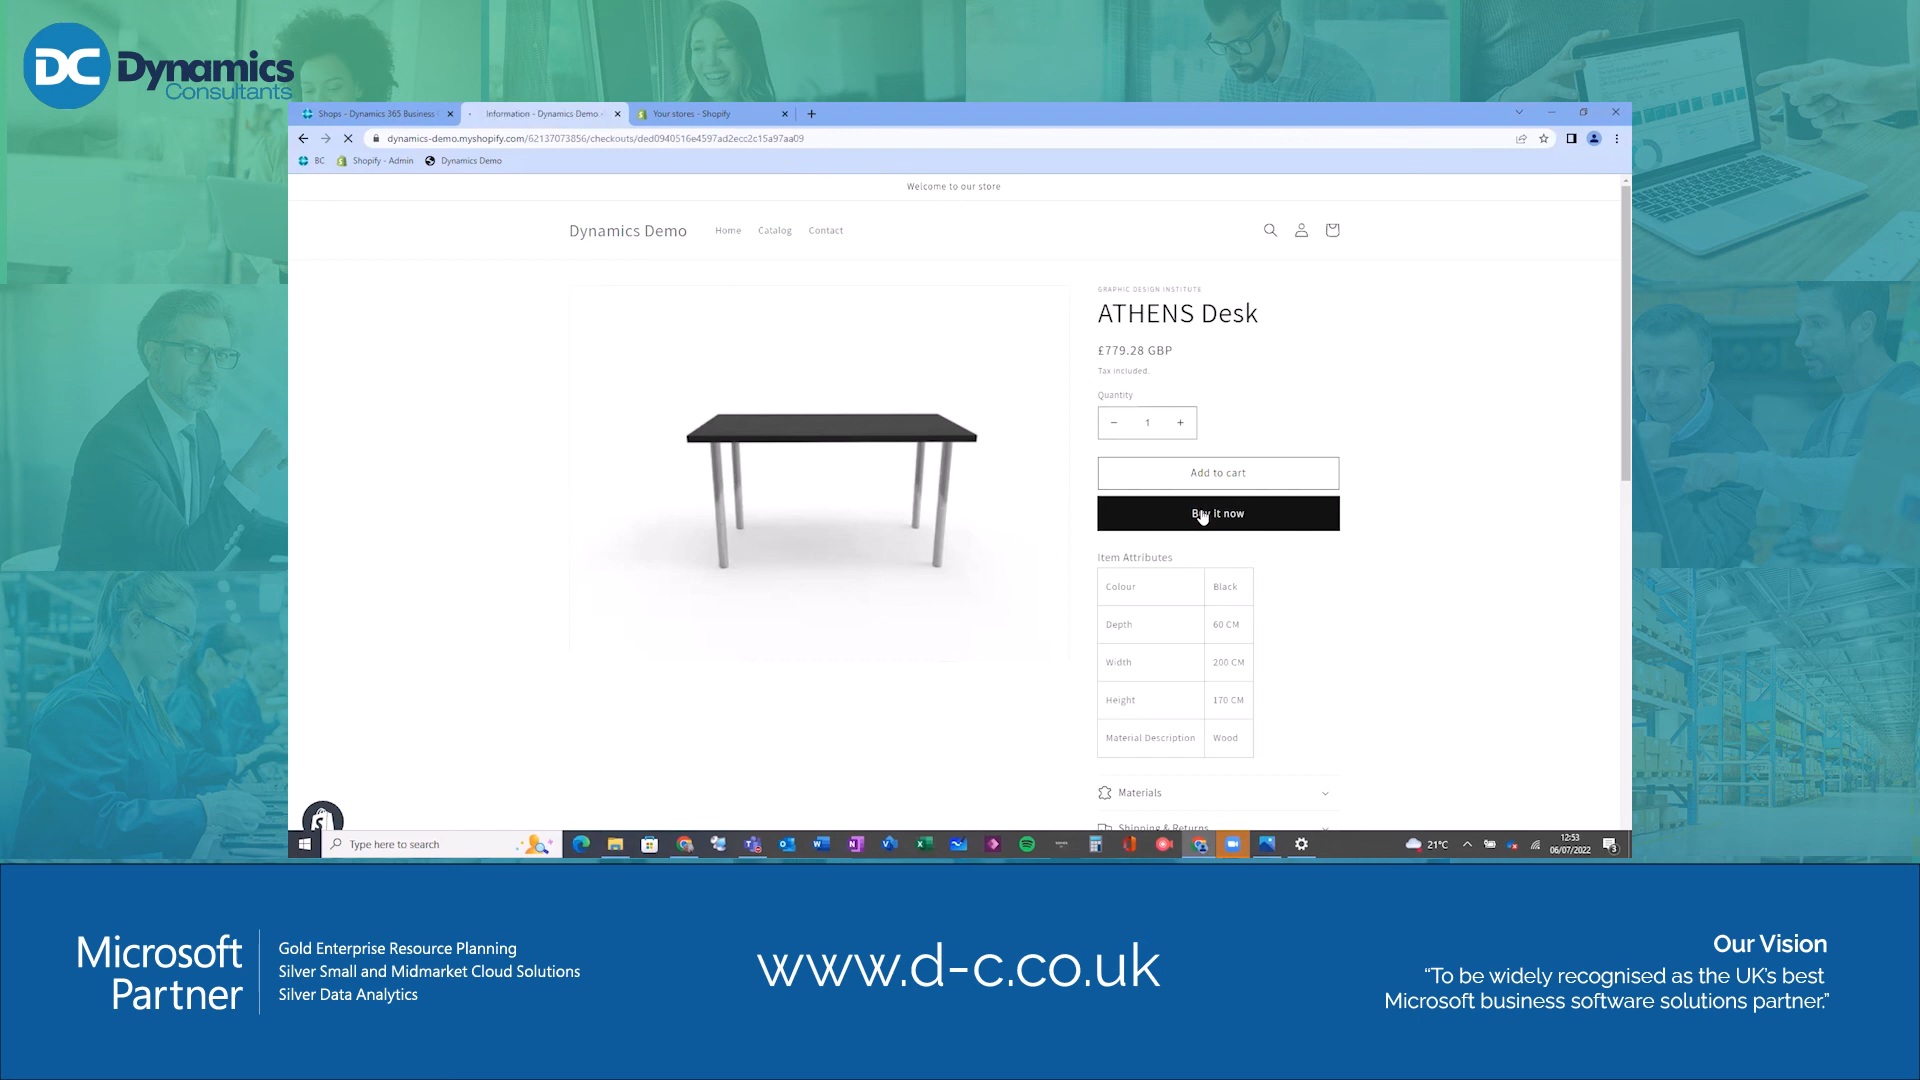 DC Dynamics
Consultants
Shops - Dynamics 365 Business
Information - Dynamics Demo -
Your stores - Shopify
dynamics-demo.myshopify.com/62137073856/checkouts/ded0940516e4597ad2ecc2c15a97aa09
BC
Shopify - Admin
Dynamics Demo
Welcome to our store
Dynamics Demo
Home
Catalog
Contact
GRAPHIC DESIGN INSTITUTE
ATHENS Desk
£779.28 GBP
Tax included.
Quantity
− 1 +
Add to cart
Buy it now
Item Attributes
Colour Black
Depth 60 CM
Width 200 CM
Height 170 CM
Material Description Wood
Materials
Shipping & Returns
Type here to search
21°C
12:53
06/07/2022
3
Microsoft
Partner
Gold Enterprise Resource Planning
Silver Small and Midmarket Cloud Solutions
Silver Data Analytics
www.d-c.co.uk
Our Vision
“To be widely recognised as the UK's best
Microsoft business software solutions partner.”